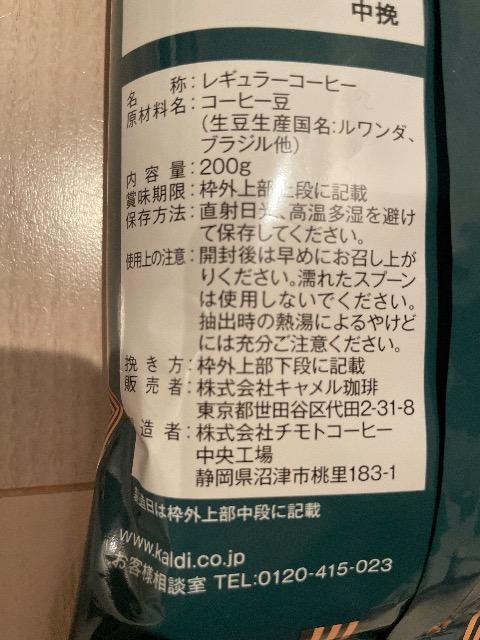 中挽
名 称:レギュラーコーヒー
原材料名:コーヒー豆
(生豆生産国名:ルワンダ、
ブラジル他)
内 容 量:200g
賞味期限:枠外上部上段に記載
保存方法:直射日光、高温多湿を避け
て保存してください。
使用上の注意:開封後は早めにお召し上が
りください。濡れたスプーン
は使用しないでください。
抽出時の熱湯によるやけど
には充分ご注意ください。
挽 き 方:枠外上部下段に記載
販 売 者:株式会社キャメル珈琲
東京都世田谷区代田2-31-8
造 者:株式会社チモトコーヒー
中央工場
静岡県沼津市桃里183-1
製造日は枠外上部中段に記載
www.kaldi.co.jp
お客様相談室 TEL:0120-415-023